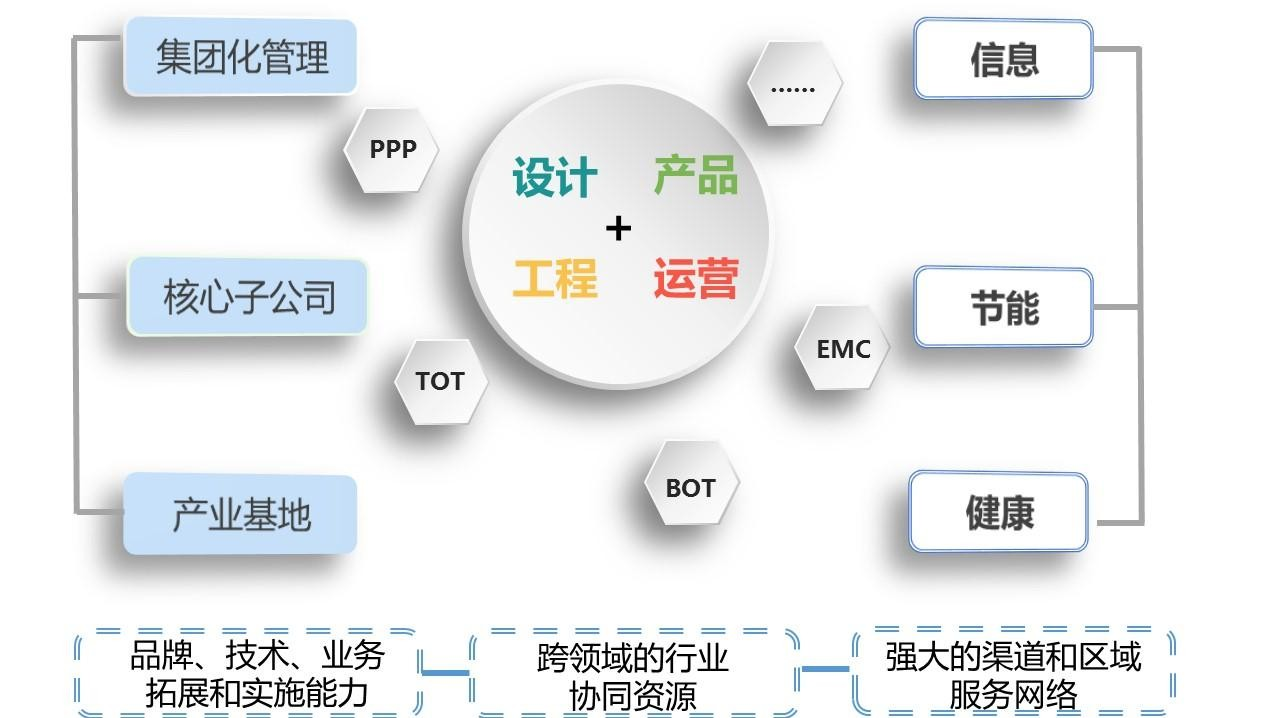 集团化管理
核心子公司
产业基地
PPP
TOT
设计
产品
+
工程
运营
......
EMC
BOT
信息
节能
健康
品牌、技术、业务
拓展和实施能力
跨领域的行业
协同资源
强大的渠道和区域
服务网络